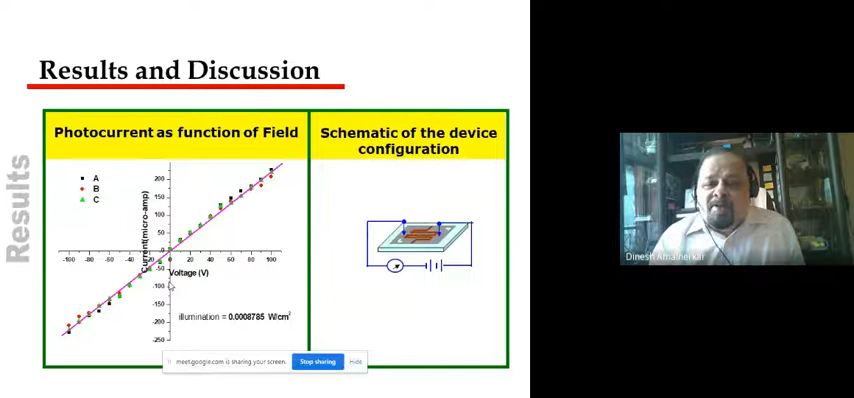 Results and Discussion
Results
Photocurrent as function of Field
Schematic of the device
configuration
A
B
C
Current(micro-amp)
200
150
100
50
0
-50
-100
-150
-200
-250
-100 -80 -60 -40 -20 0 20 40 60 80 100
Voltage (V)
illumination = 0.0008785 W/cm2
meet.google.com is sharing your screen.
Stop sharing
Hide
Dinesh Amalnerkar